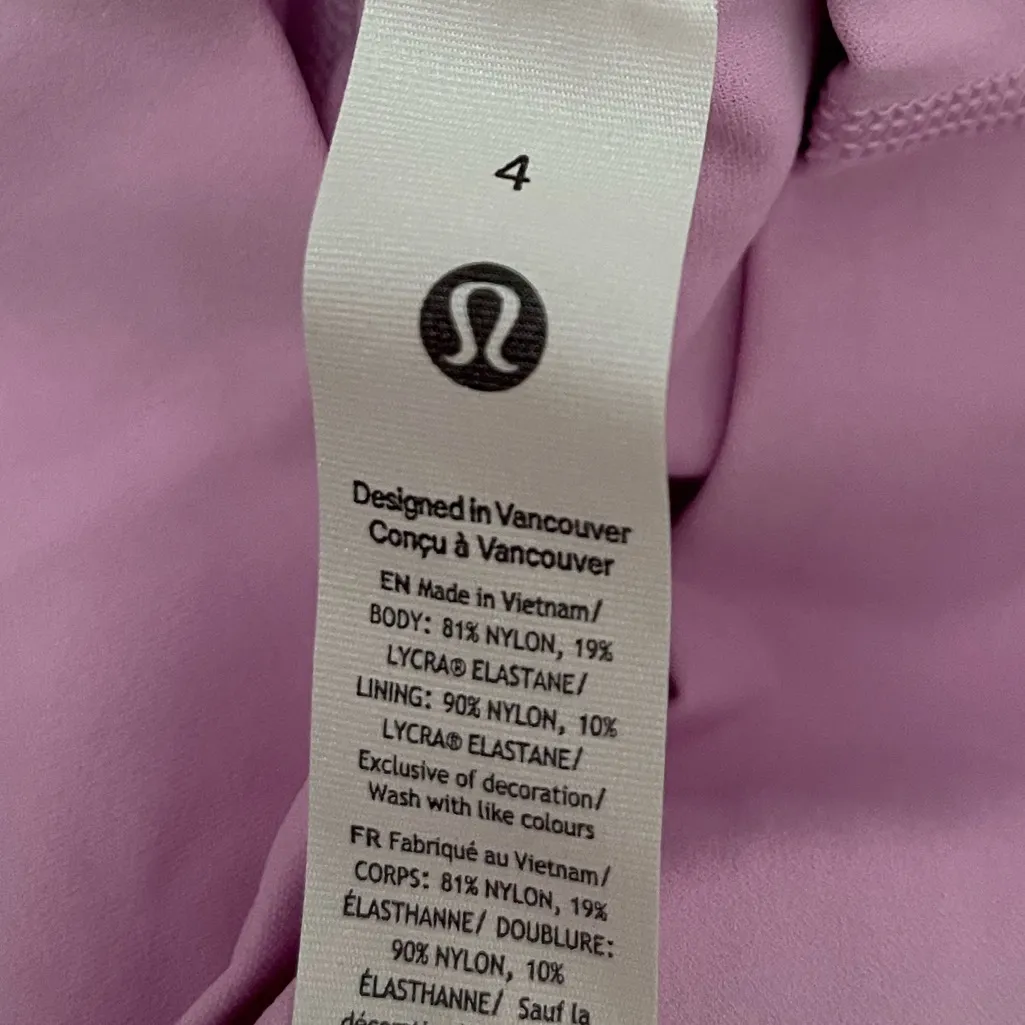 4
Designed in Vancouver
Conçu à Vancouver
EN Made in Vietnam/
BODY: 81% NYLON, 19%
LYCRA® ELASTANE/
LINING: 90% NYLON, 10%
LYCRA® ELASTANE/
Exclusive of decoration/
Wash with like colours
FR Fabriqué au Vietnam/
CORPS: 81% NYLON, 19%
ÉLASTHANNE/ DOUBLURE:
90% NYLON, 10%
ÉLASTHANNE/ Sauf la